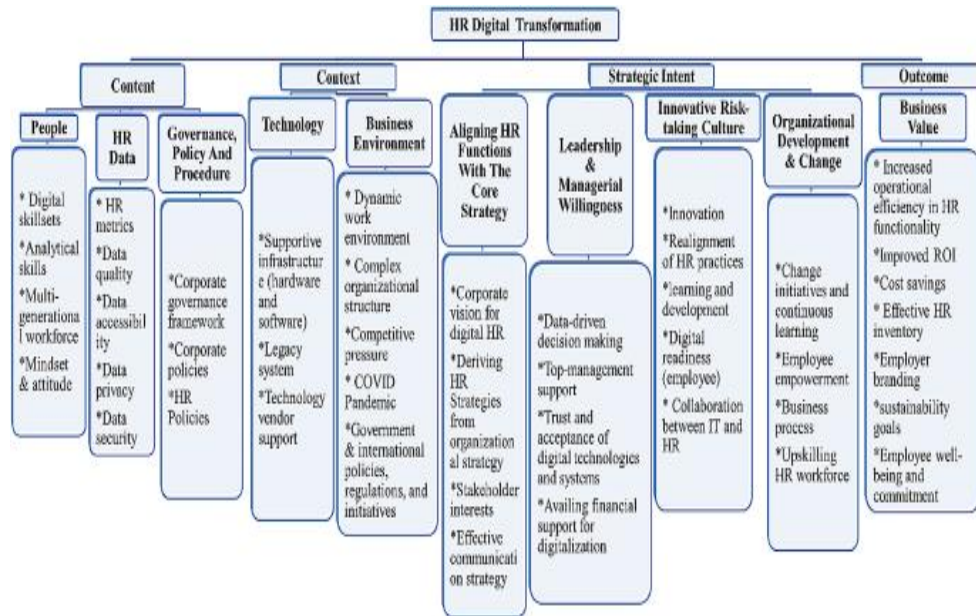 HR Digital Transformation
Content
Context
Strategic Intent
Outcome
People
* Digital
skillsets
*Analytical
skills
*Multi-
generationa
l workforce
*Mindset
& attitude
HR
Data
* HR
metrics
*Data
quality
*Data
accessibil
ity
*Data
privacy
*Data
security
Governance,
Policy And
Procedure
*Corporate
governance
framework
*Corporate
policies
*HR
Policies
Technology
*Supportive
infrastructur
e (hardware
and
software)
*Legacy
system
*Technology
vendor
support
Business
Environment
* Dynamic
work
environment
* Complex
organizational
structure
*Competitive
pressure
* COVID
Pandemic
*Government
& international
policies,
regulations, and
initiatives
Aligning HR
Functions With The
Core
Strategy
*Corporate
vision for
digital HR
*Deriving
HR
Strategies
from
organization
al strategy
*Stakeholder
interests
*Effective
communicati
on strategy
Leadership
&
Managerial
Willingness
*Data-driven
decision making
*Top-management
support
*Trust and
acceptance of
digital technologies
and systems
*Availing financial
support for
digitalization
Innovative Risk-
taking Culture
*Innovation
*Realignment
of HR practices
*learning and
development
*Digital
readiness
(employee)
* Collaboration
between IT and
HR
Organizational
Development
& Change
*Change
initiatives and
continuous
learning
*Employee
empowerment
*Business
process
*Upskilling
HR workforce
Business
Value
* Increased
operational
efficiency in HR
functionality
*Improved ROI
*Cost savings
* Effective HR
inventory
*Employer
branding
*sustainability
goals
*Employee well-
being and
commitment